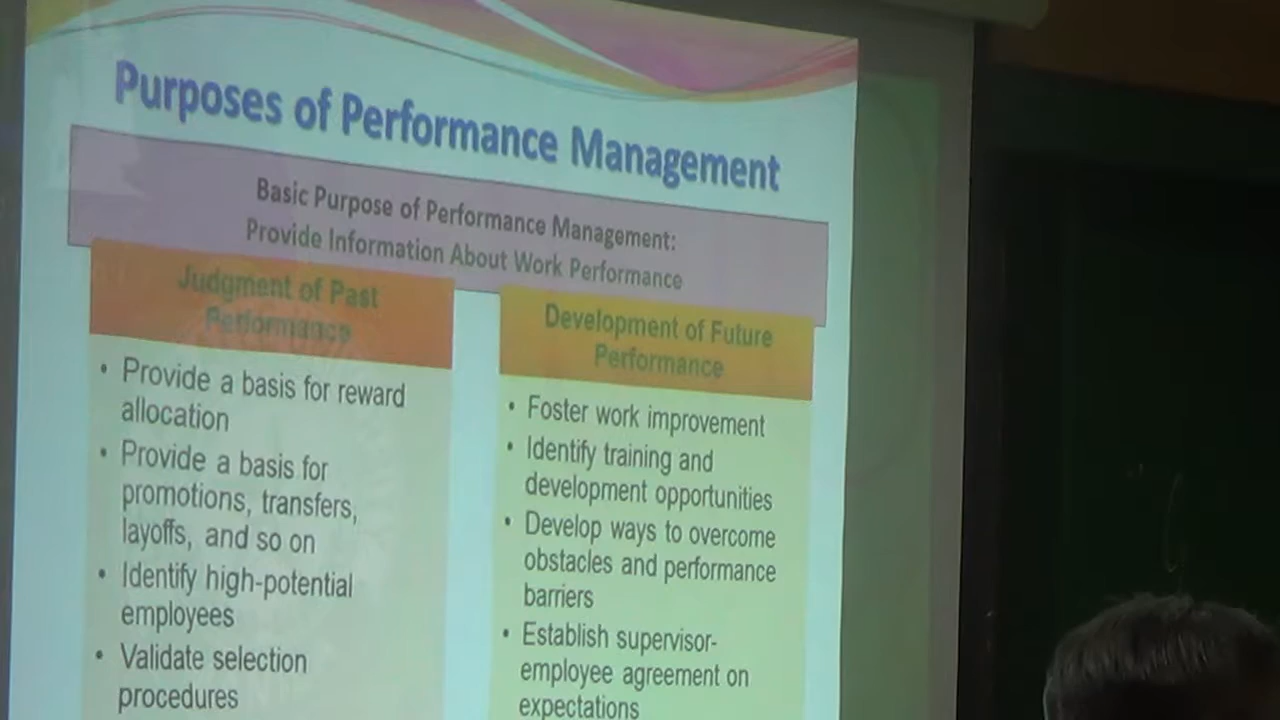 Purposes of Performance Management
Basic Purpose of Performance Management:
Provide Information About Work Performance
Judgment of Past
Performance
• Provide a basis for reward
allocation
• Provide a basis for
promotions, transfers,
layoffs, and so on
• Identify high-potential
employees
• Validate selection
procedures
Development of Future
Performance
• Foster work improvement
• Identify training and
development opportunities
• Develop ways to overcome
obstacles and performance
barriers
• Establish supervisor-
employee agreement on
expectations